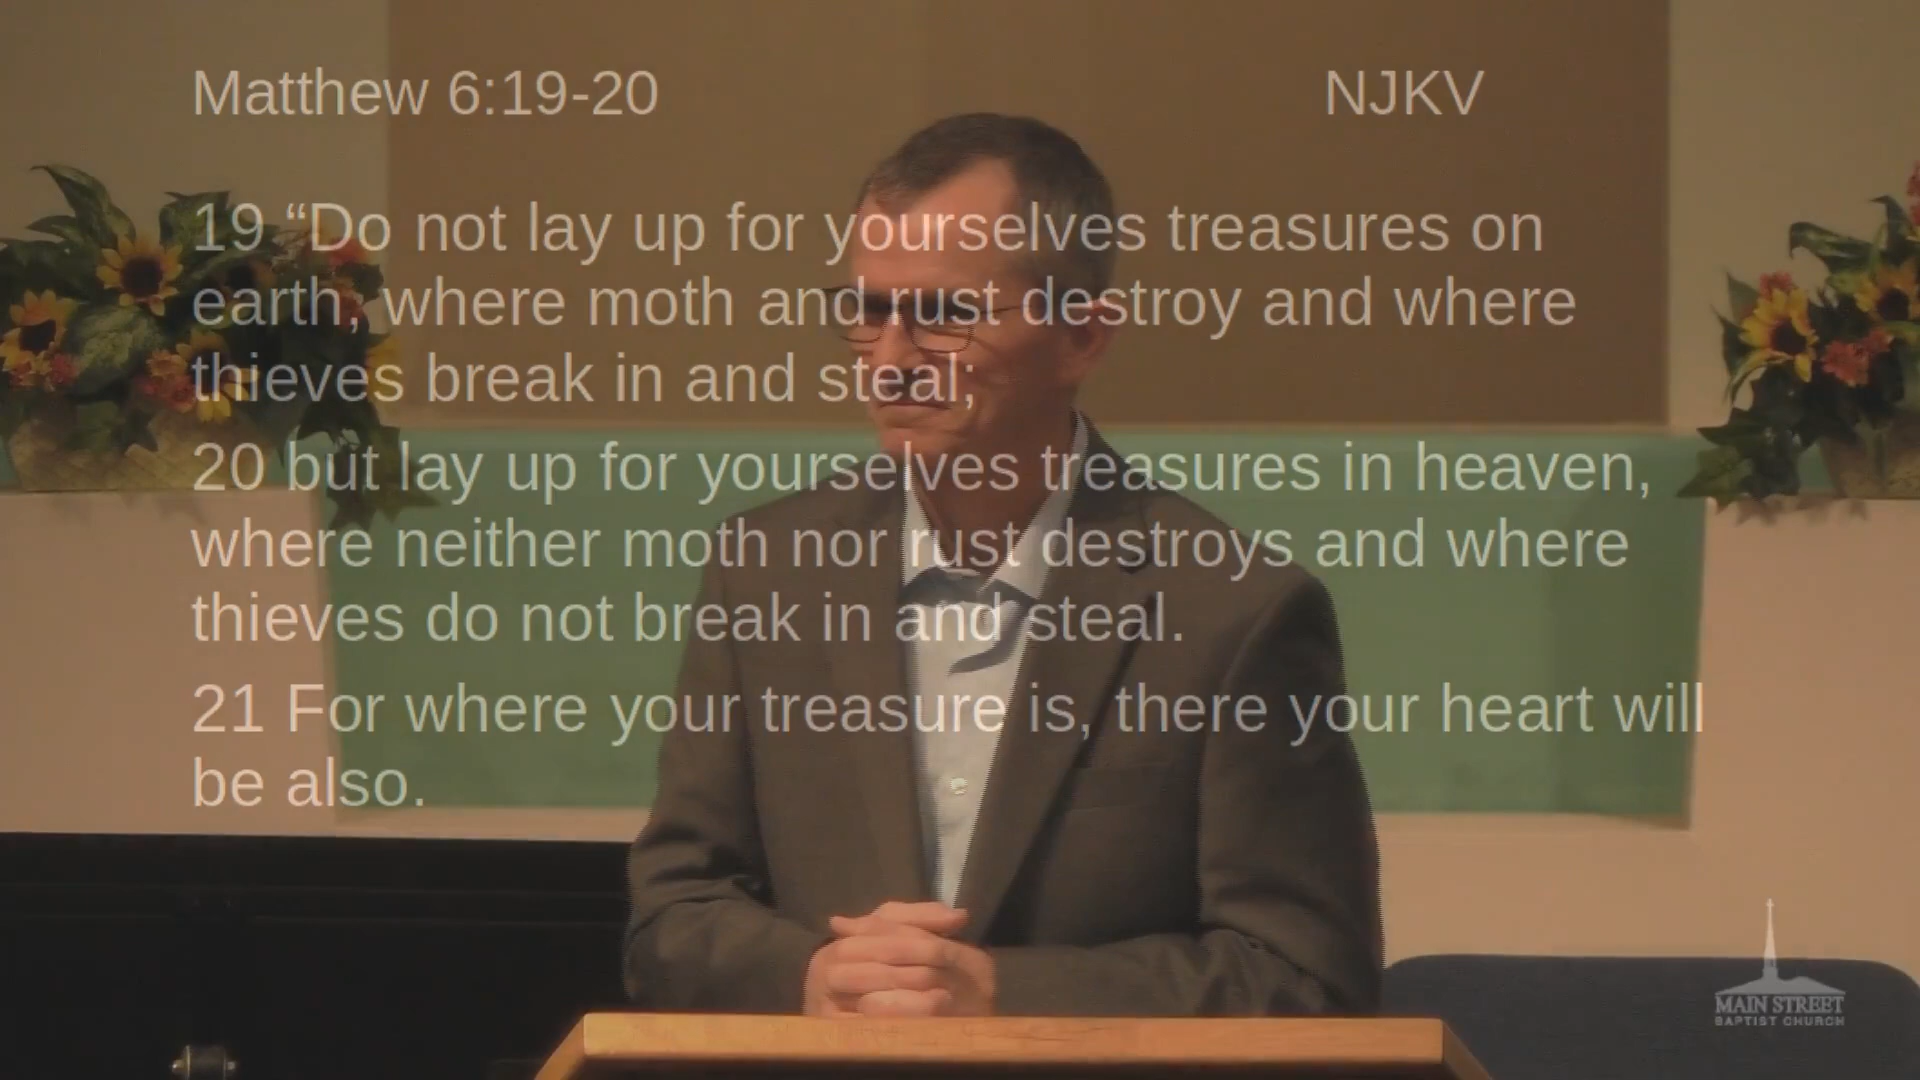 Matthew 6:19-20 NJKV
19 “Do not lay up for yourselves treasures on
earth, where moth and rust destroy and where
thieves break in and steal;
20 but lay up for yourselves treasures in heaven,
where neither moth nor rust destroys and where
thieves do not break in and steal.
21 For where your treasure is, there your heart will
be also.
MAIN STREET
BAPTIST CHURCH